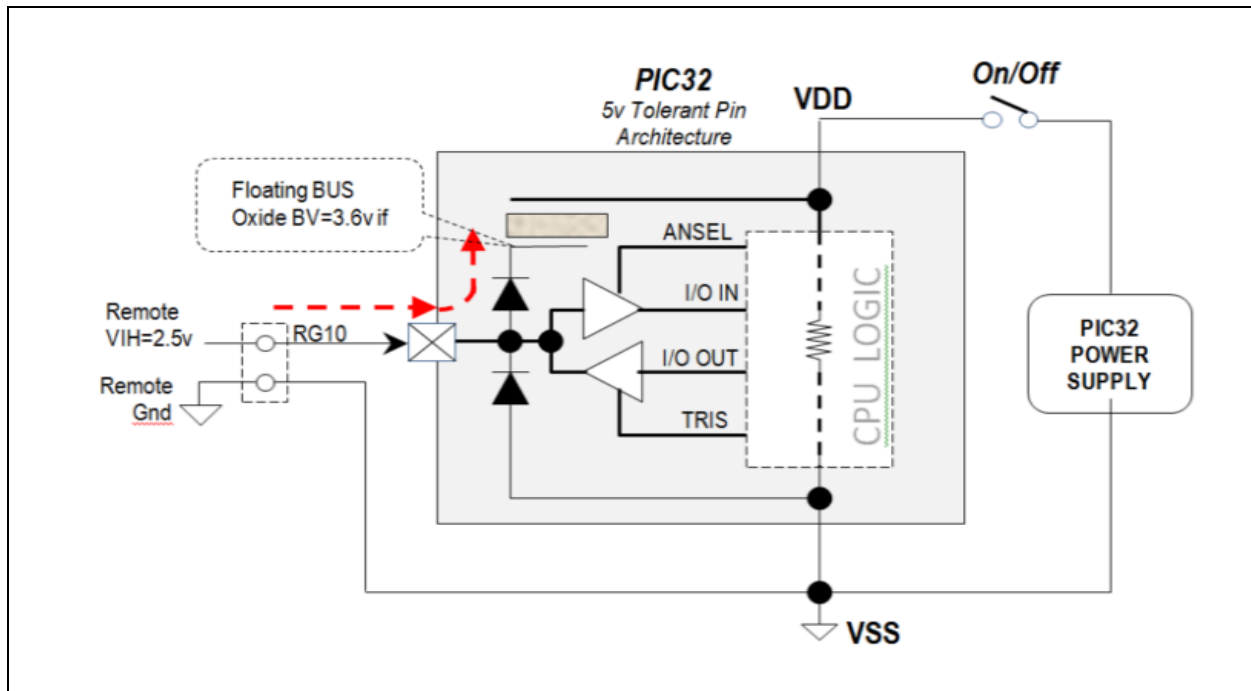 PIC32
5v Tolerant Pin
Architecture
VDD
On/Off
Floating BUS
Oxide BV=3.6v if
ANSEL
I/O IN
Remote
VIH=2.5v
RG10
I/O OUT
CPU LOGIC
PIC32
POWER
SUPPLY
Remote
Gnd
TRIS
VSS